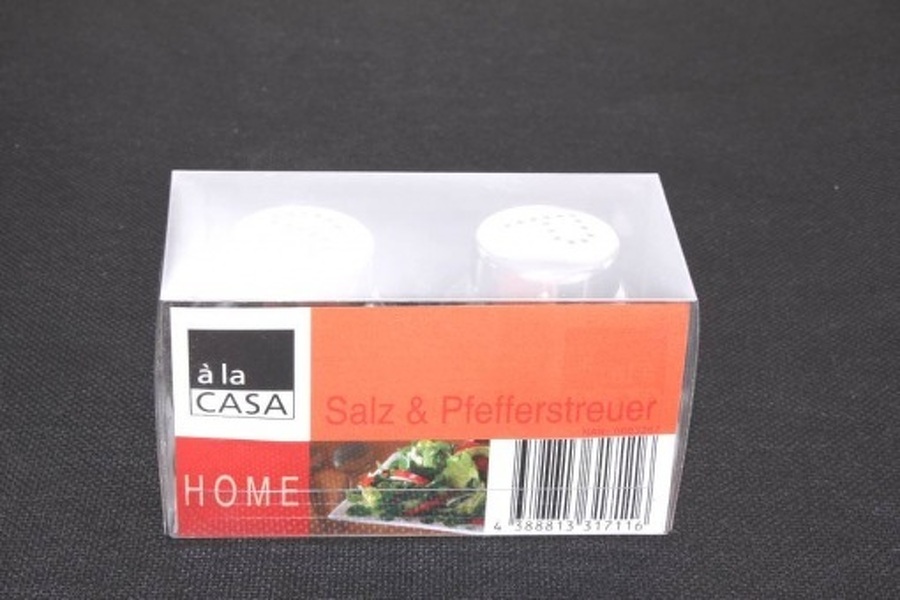 à la
CASA
Salz & Pfefferstreuer
HOME
4 388813 317116